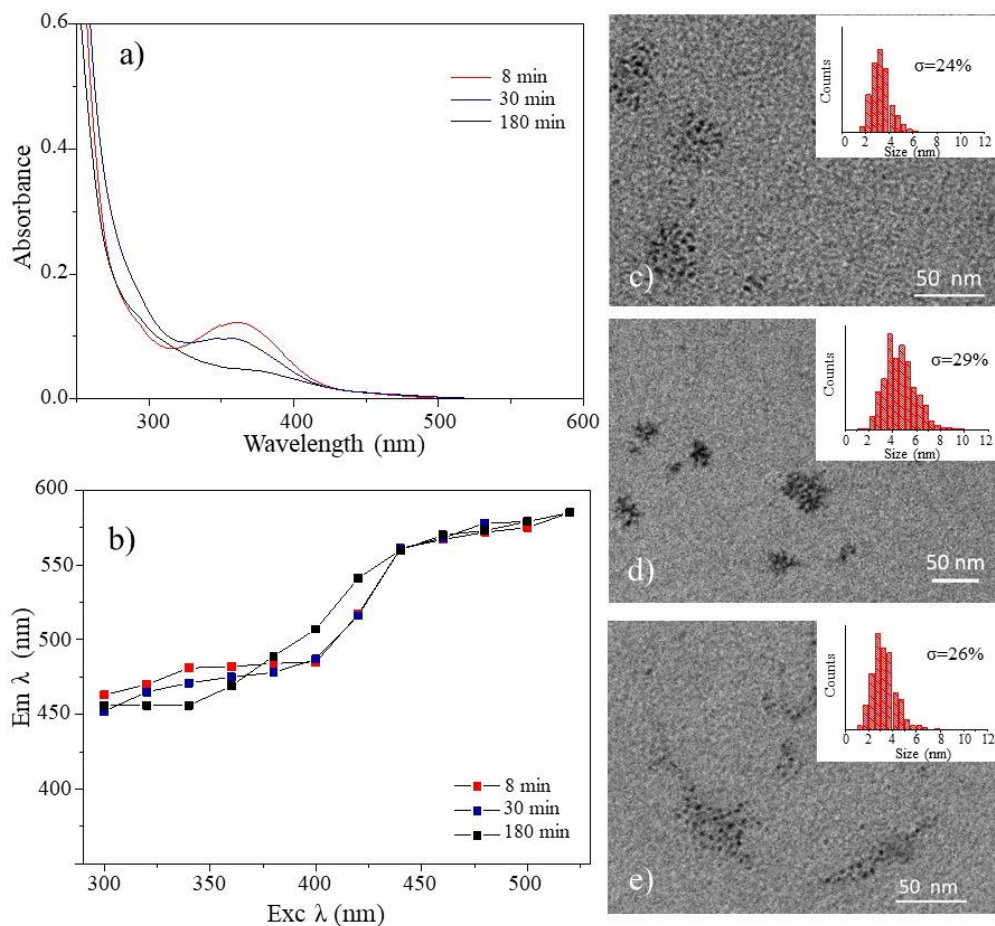 a)
8 min
30 min
180 min
0.6
0.4
0.2
0.0
Absorbance
300
400
500
600
Wavelength (nm)
b)
600
550
500
450
400
Em λ (nm)
8 min
30 min
180 min
300
350
400
450
500
Exc λ (nm)
c)
50 nm
Counts
σ=24%
0 2 4 6 8 10 12
Size (nm)
d)
50 nm
Counts
σ=29%
0 2 4 6 8 10 12
Size (nm)
e)
50 nm
Counts
σ=26%
0 2 4 6 8 10 12
Size (nm)